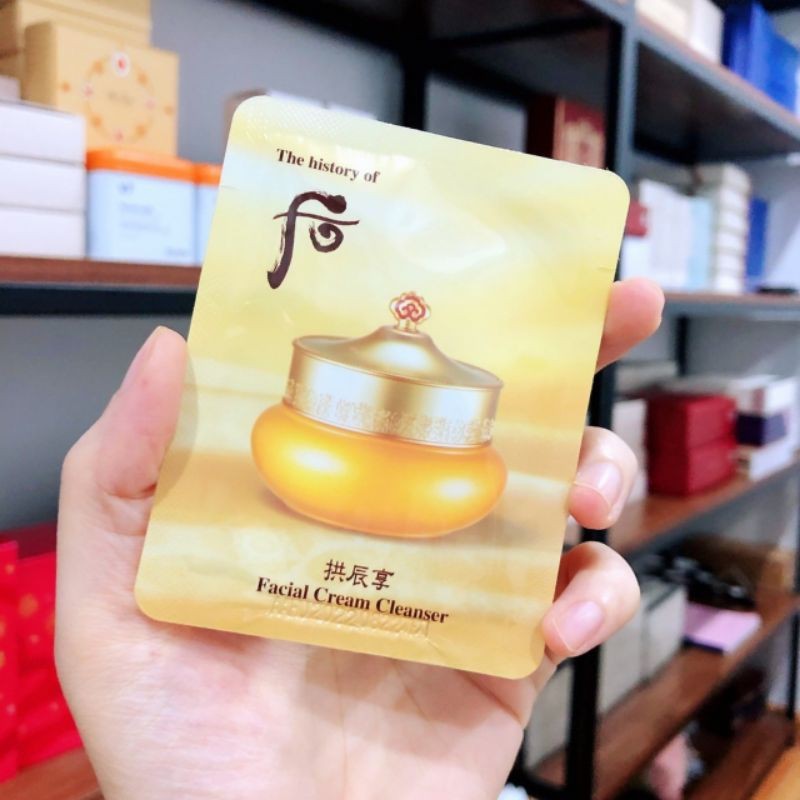 The history of
后
拱辰享
Facial Cream Cleanser